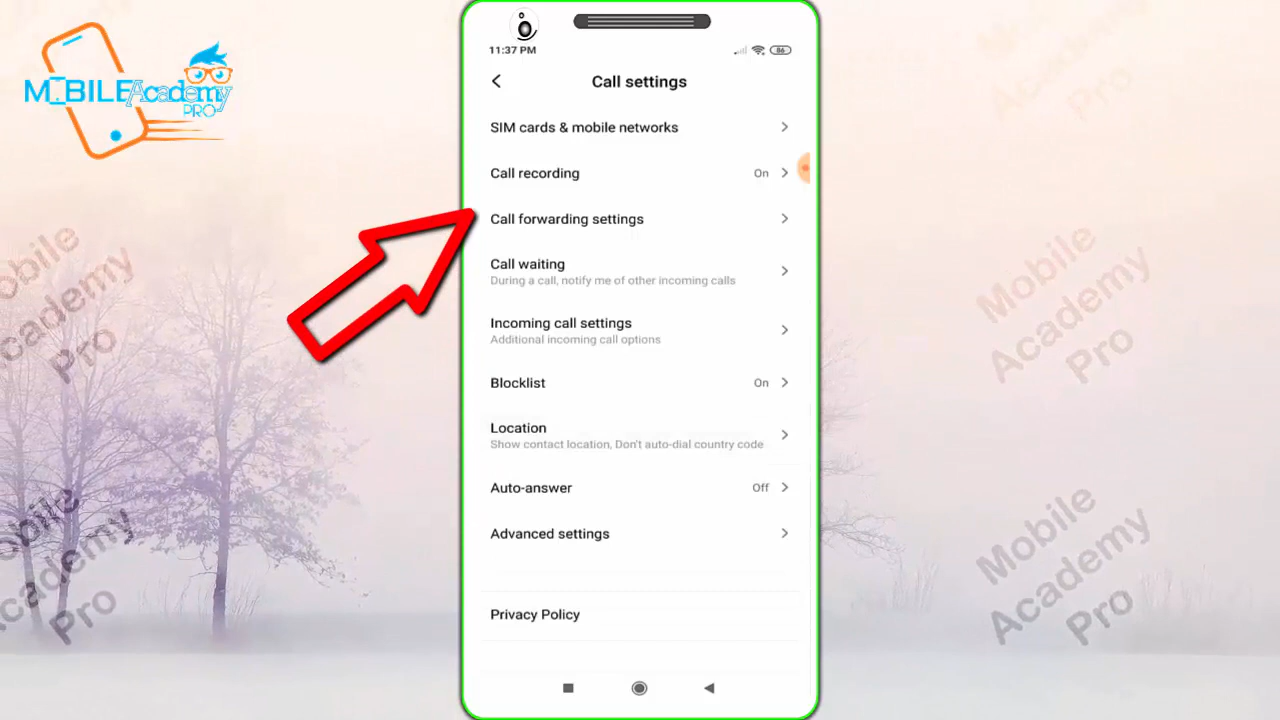 MOBILE Academy
PRO
11:37 PM
86
Call settings
SIM cards & mobile networks
Call recording
On
Call forwarding settings
Call waiting
During a call, notify me of other incoming calls
Incoming call settings
Additional incoming call options
Blocklist
On
Location
Show contact location, Don't auto-dial country code
Auto-answer
Off
Advanced settings
Privacy Policy
Mobile
Academy
Pro
Mobile
Academy
Pro
Mobile
Academy
Pro
Mobile
Academy
Pro